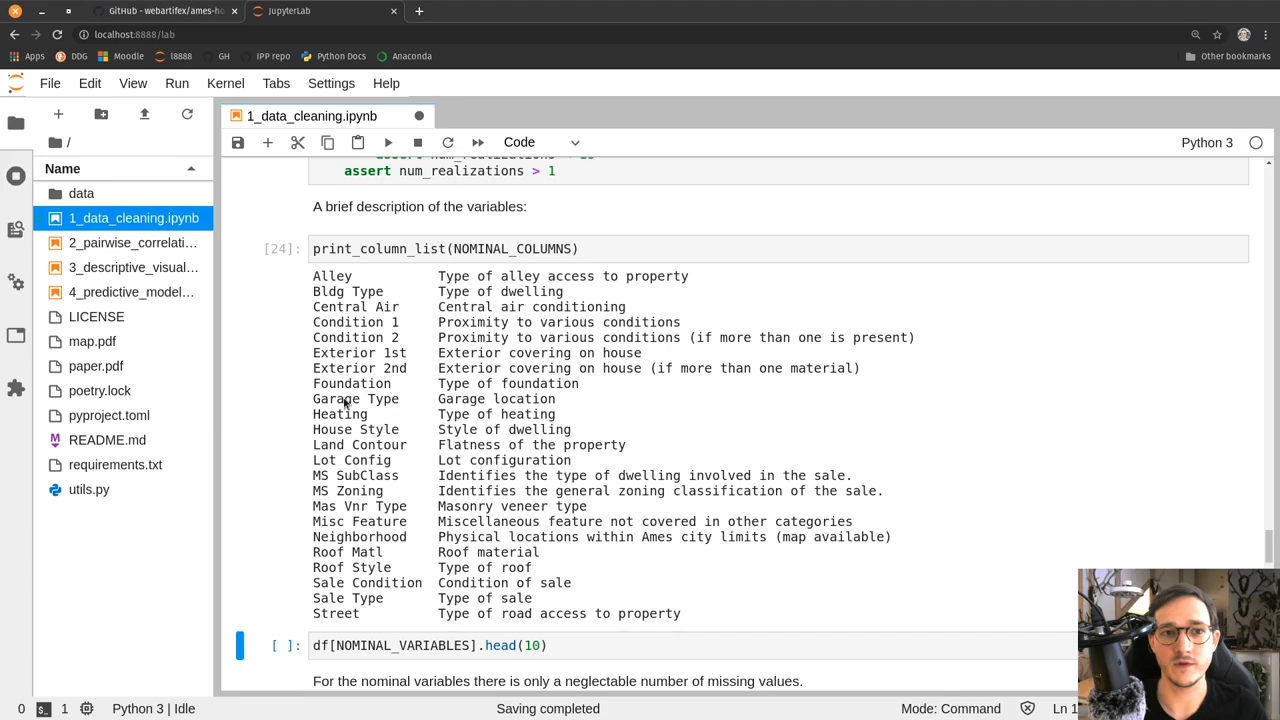 GitHub - webartifex/ames-ho
JupyterLab
localhost:8888/lab
Apps
DDG
Moodle
l8888
GH
IPP repo
Python Docs
Anaconda
Other bookmarks
File Edit View Run Kernel Tabs Settings Help
1_data_cleaning.ipynb
/
Code
Python 3
Name
data
1_data_cleaning.ipynb
2_pairwise_correlati...
3_descriptive_visual...
4_predictive_model...
LICENSE
map.pdf
paper.pdf
poetry.lock
pyproject.toml
README.md
requirements.txt
utils.py
assert num_realizations
assert num_realizations > 1
A brief description of the variables:
[24]: print_column_list(NOMINAL_COLUMNS)
Alley Type of alley access to property
Bldg Type Type of dwelling
Central Air Central air conditioning
Condition 1 Proximity to various conditions
Condition 2 Proximity to various conditions (if more than one is present)
Exterior 1st Exterior covering on house
Exterior 2nd Exterior covering on house (if more than one material)
Foundation Type of foundation
Garage Type Garage location
Heating Type of heating
House Style Style of dwelling
Land Contour Flatness of the property
Lot Config Lot configuration
MS SubClass Identifies the type of dwelling involved in the sale.
MS Zoning Identifies the general zoning classification of the sale.
Mas Vnr Type Masonry veneer type
Misc Feature Miscellaneous feature not covered in other categories
Neighborhood Physical locations within Ames city limits (map available)
Roof Matl Roof material
Roof Style Type of roof
Sale Condition Condition of sale
Sale Type Type of sale
Street Type of road access to property
[ ]: df[NOMINAL_VARIABLES].head(10)
For the nominal variables there is only a neglectable number of missing values.
0
1
Python 3 | Idle
Saving completed
Mode: Command
Ln 1